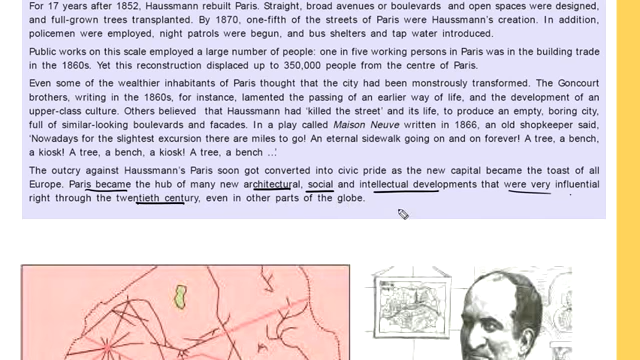 For 17 years after 1852, Haussmann rebuilt Paris. Straight, broad avenues or boulevards and open spaces were designed,
and full-grown trees transplanted. By 1870, one-fifth of the streets of Paris were Haussmann's creation. In addition,
policemen were employed, night patrols were begun, and bus shelters and tap water introduced.
Public works on this scale employed a large number of people: one in five working persons in Paris was in the building trade
in the 1860s. Yet this reconstruction displaced up to 350,000 people from the centre of Paris.
Even some of the wealthier inhabitants of Paris thought that the city had been monstrously transformed. The Goncourt
brothers, writing in the 1860s, for instance, lamented the passing of an earlier way of life, and the development of an
upper-class culture. Others believed that Haussmann had 'killed the street' and its life, to produce an empty, boring city,
full of similar-looking boulevards and facades. In a play called Maison Neuve written in 1866, an old shopkeeper said,
'Nowadays for the slightest excursion there are miles to go! An eternal sidewalk going on and on forever! A tree, a bench,
a kiosk! A tree, a bench, a kiosk! A tree, a bench ...'
The outcry against Haussmann's Paris soon got converted into civic pride as the new capital became the toast of all
Europe. Paris became the hub of many new architectural, social and intellectual developments that were very influential
right through the twentieth century, even in other parts of the globe.